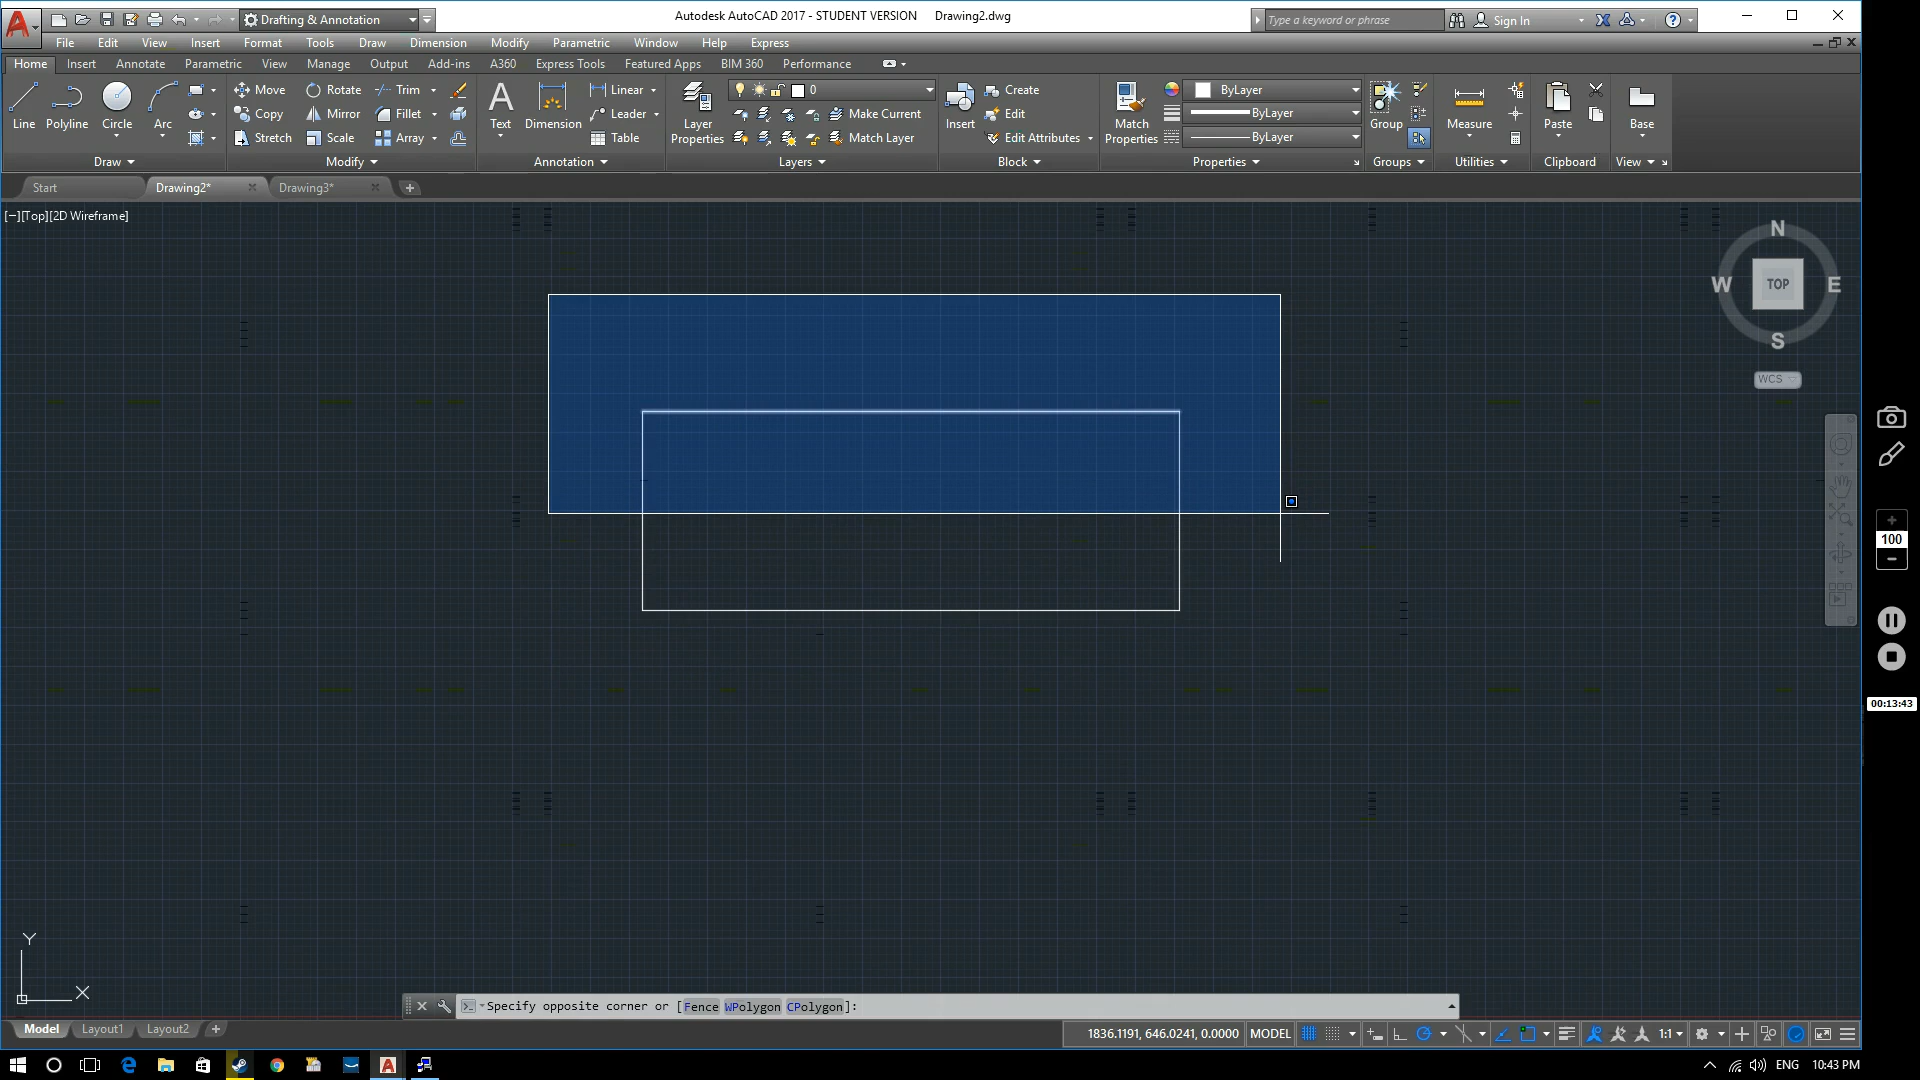 Drafting & Annotation
Autodesk AutoCAD 2017 - STUDENT VERSION Drawing2.dwg
Type a keyword or phrase
Sign In
File Edit View Insert Format Tools Draw Dimension Modify Parametric Window Help Express
Home Insert Annotate Parametric View Manage Output Add-ins A360 Express Tools Featured Apps BIM 360 Performance
Move Rotate Trim Linear 0 Create ByLayer
Copy Mirror Fillet Leader Make Current Edit ByLayer
Line Polyline Circle Arc Text Dimension Layer Properties Insert Match Properties Group Measure Paste Base
Stretch Scale Array Table Match Layer Edit Attributes ByLayer
Draw Modify Annotation Layers Block Properties Groups Utilities Clipboard View
Start Drawing2* Drawing3*
[−][Top][2D Wireframe]
N
W TOP E
S
WCS
100
00:13:43
Y
X
Specify opposite corner or [Fence WPolygon CPolygon]:
Model Layout1 Layout2
1836.1191, 646.0241, 0.0000 MODEL 1:1
ENG 10:43 PM